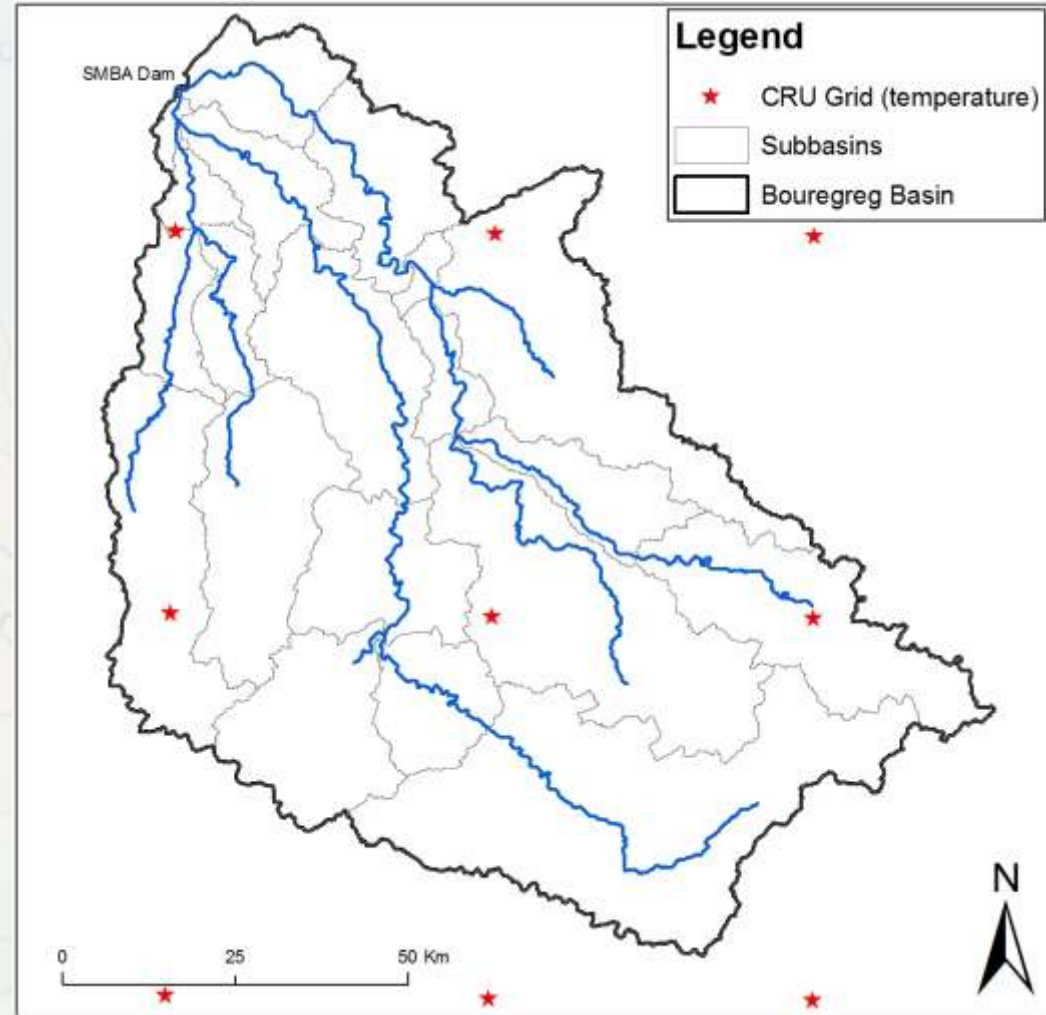 Legend
SMBA Dam
CRU Grid (temperature)
Subbasins
Bouregreg Basin
N
0 25 50 Km